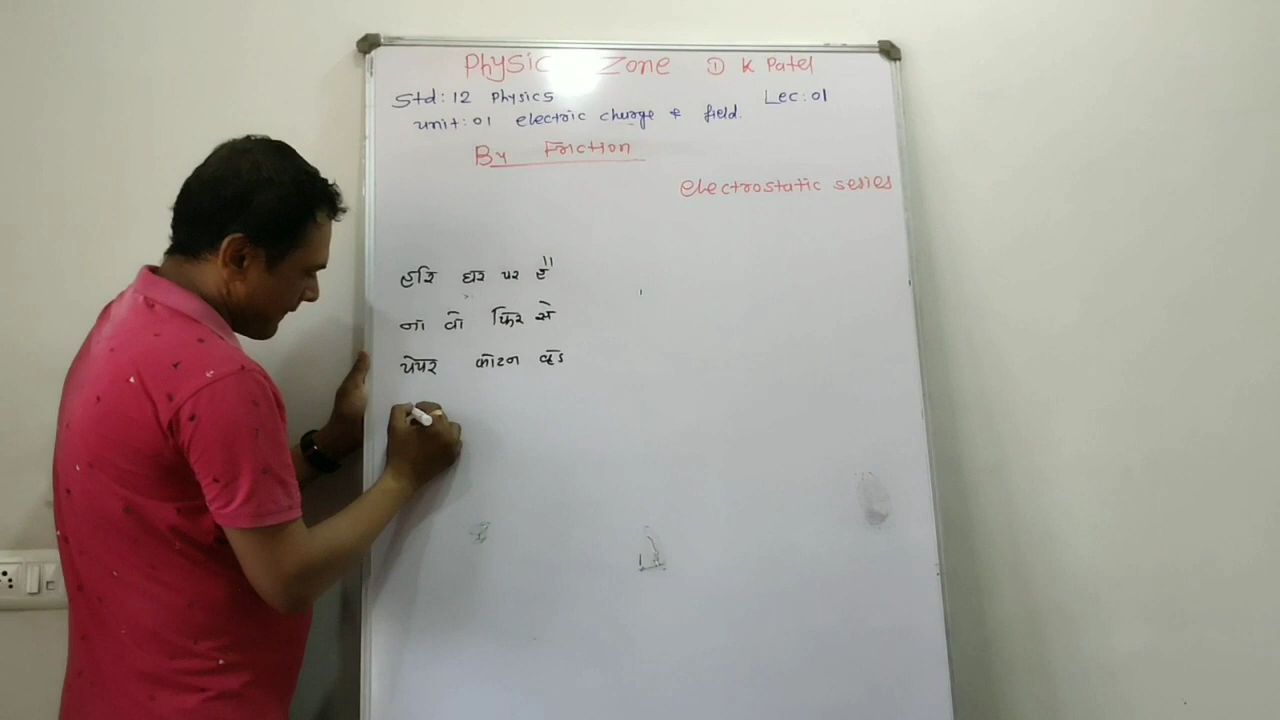 Physic Zone D K Patel
Std: 12 Physics Lec: 01
unit: 01 electric charge & field.
By Friction
electrostatic series
हरि घर पर है"
ना वो फिर से
पेपर कोटन वुड